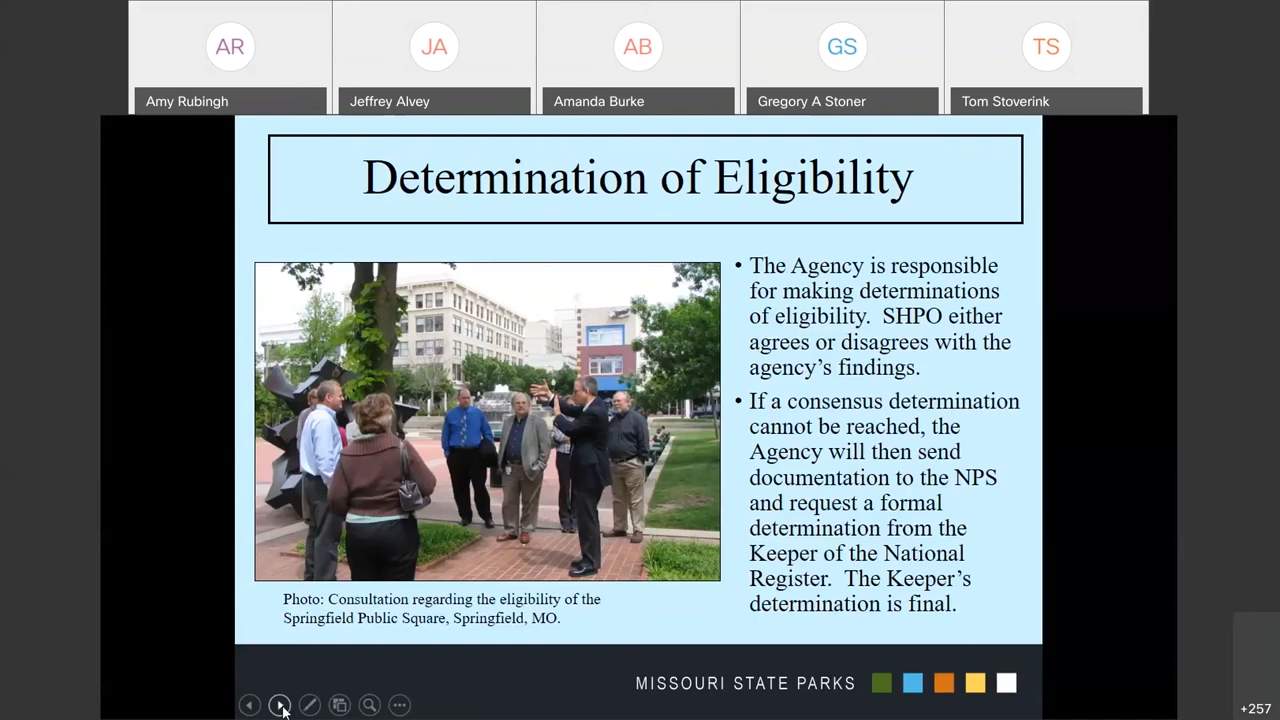 AR
JA
AB
GS
TS
Amy Rubingh
Jeffrey Alvey
Amanda Burke
Gregory A Stoner
Tom Stoverink
Determination of Eligibility
• The Agency is responsible
for making determinations
of eligibility.  SHPO either
agrees or disagrees with the
agency’s findings.
• If a consensus determination
cannot be reached, the
Agency will then send
documentation to the NPS
and request a formal
determination from the
Keeper of the National
Register.  The Keeper’s
determination is final.
Photo: Consultation regarding the eligibility of the
Springfield Public Square, Springfield, MO.
MISSOURI STATE PARKS
+257